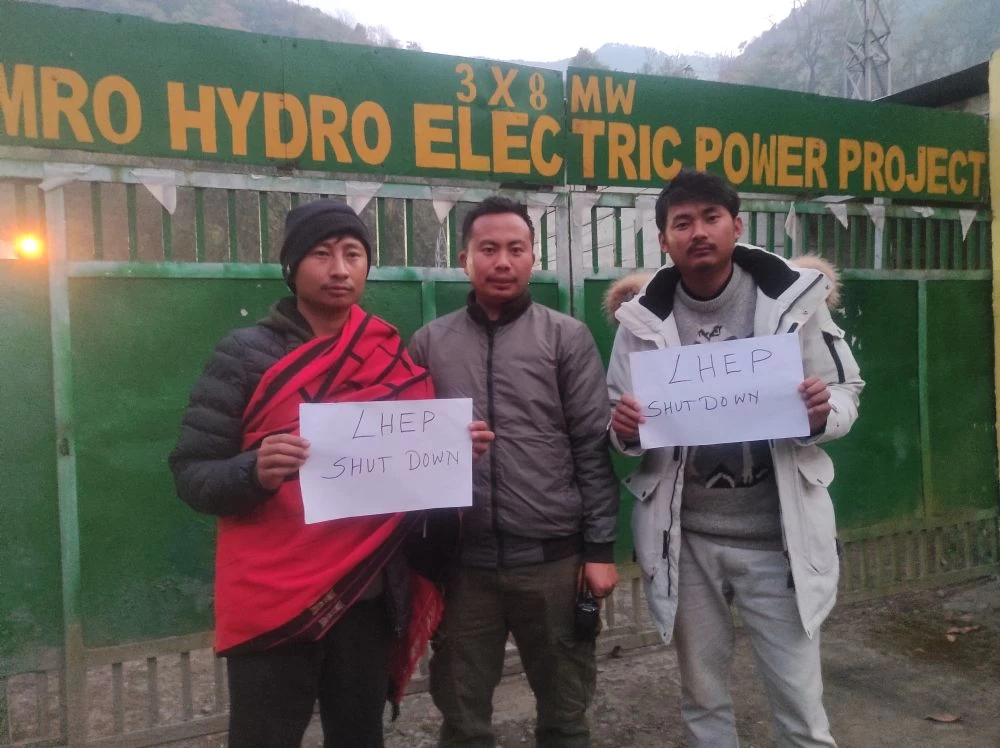 3 X 8 MW
MRO HYDRO ELECTRIC POWER PROJECT
LHEP
SHUT DOWN
LHEP
SHUT DOWN